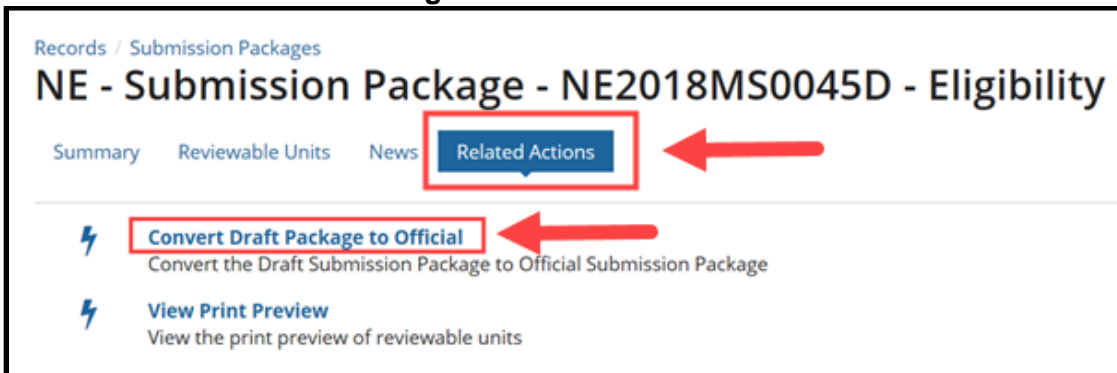 Records / Submission Packages
NE - Submission Package - NE2018MS0045D - Eligibility
Summary Reviewable Units News Related Actions
Convert Draft Package to Official
Convert the Draft Submission Package to Official Submission Package
View Print Preview
View the print preview of reviewable units